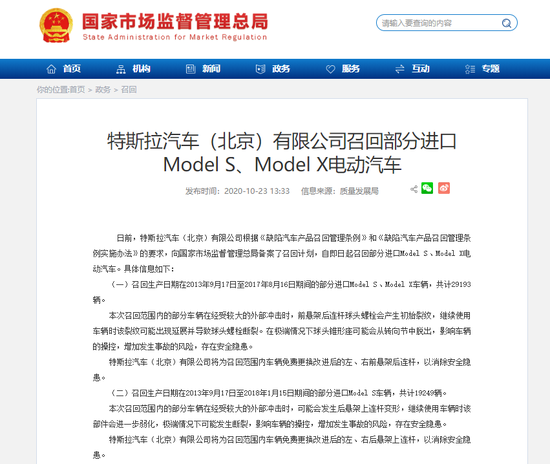 国家市场监督管理总局
State Administration for Market Regulation
请输入要查询的内容
首页 机构 新闻 政务 服务 互动 专题
你的位置:首页 > 政务 > 召回
特斯拉汽车（北京）有限公司召回部分进口
Model S、Model X电动汽车
发布时间：2020-10-23 13:33 信息来源：质量发展局
日前，特斯拉汽车（北京）有限公司根据《缺陷汽车产品召回管理条例》和《缺陷汽车产品召回管理条
例实施办法》的要求，向国家市场监督管理总局备案了召回计划，自即日起召回部分进口Model S、Model X电
动汽车。具体信息如下：
（一）召回生产日期在2013年9月17日至2017年8月16日期间的部分进口Model S、Model X车辆，共计29193
辆。
本次召回范围内的部分车辆在经受较大的外部冲击时，前悬架后连杆球头螺栓会产生初始裂纹，继续使用
车辆时该裂纹可能出现延展并导致球头螺栓断裂。在极端情况下球头锥形座可能会从转向节中脱出，影响车辆
的操控，增加发生事故的风险，存在安全隐患。
特斯拉汽车（北京）有限公司将为召回范围内车辆免费更换改进后的左、右前悬架后连杆，以消除安全隐
患。
（二）召回生产日期在2013年9月17日至2018年1月15日期间的部分进口Model S车辆，共计19249辆。
本次召回范围内的部分车辆在经受较大的外部冲击时，可能会发生后悬架上连杆变形，继续使用车辆时该
部件会进一步弱化，极端情况下可能发生断裂，影响车辆的操控，增加发生事故的风险，存在安全隐患。
特斯拉汽车（北京）有限公司将为召回范围内车辆免费更换改进后的左、右后悬架上连杆，以消除安全隐
患。